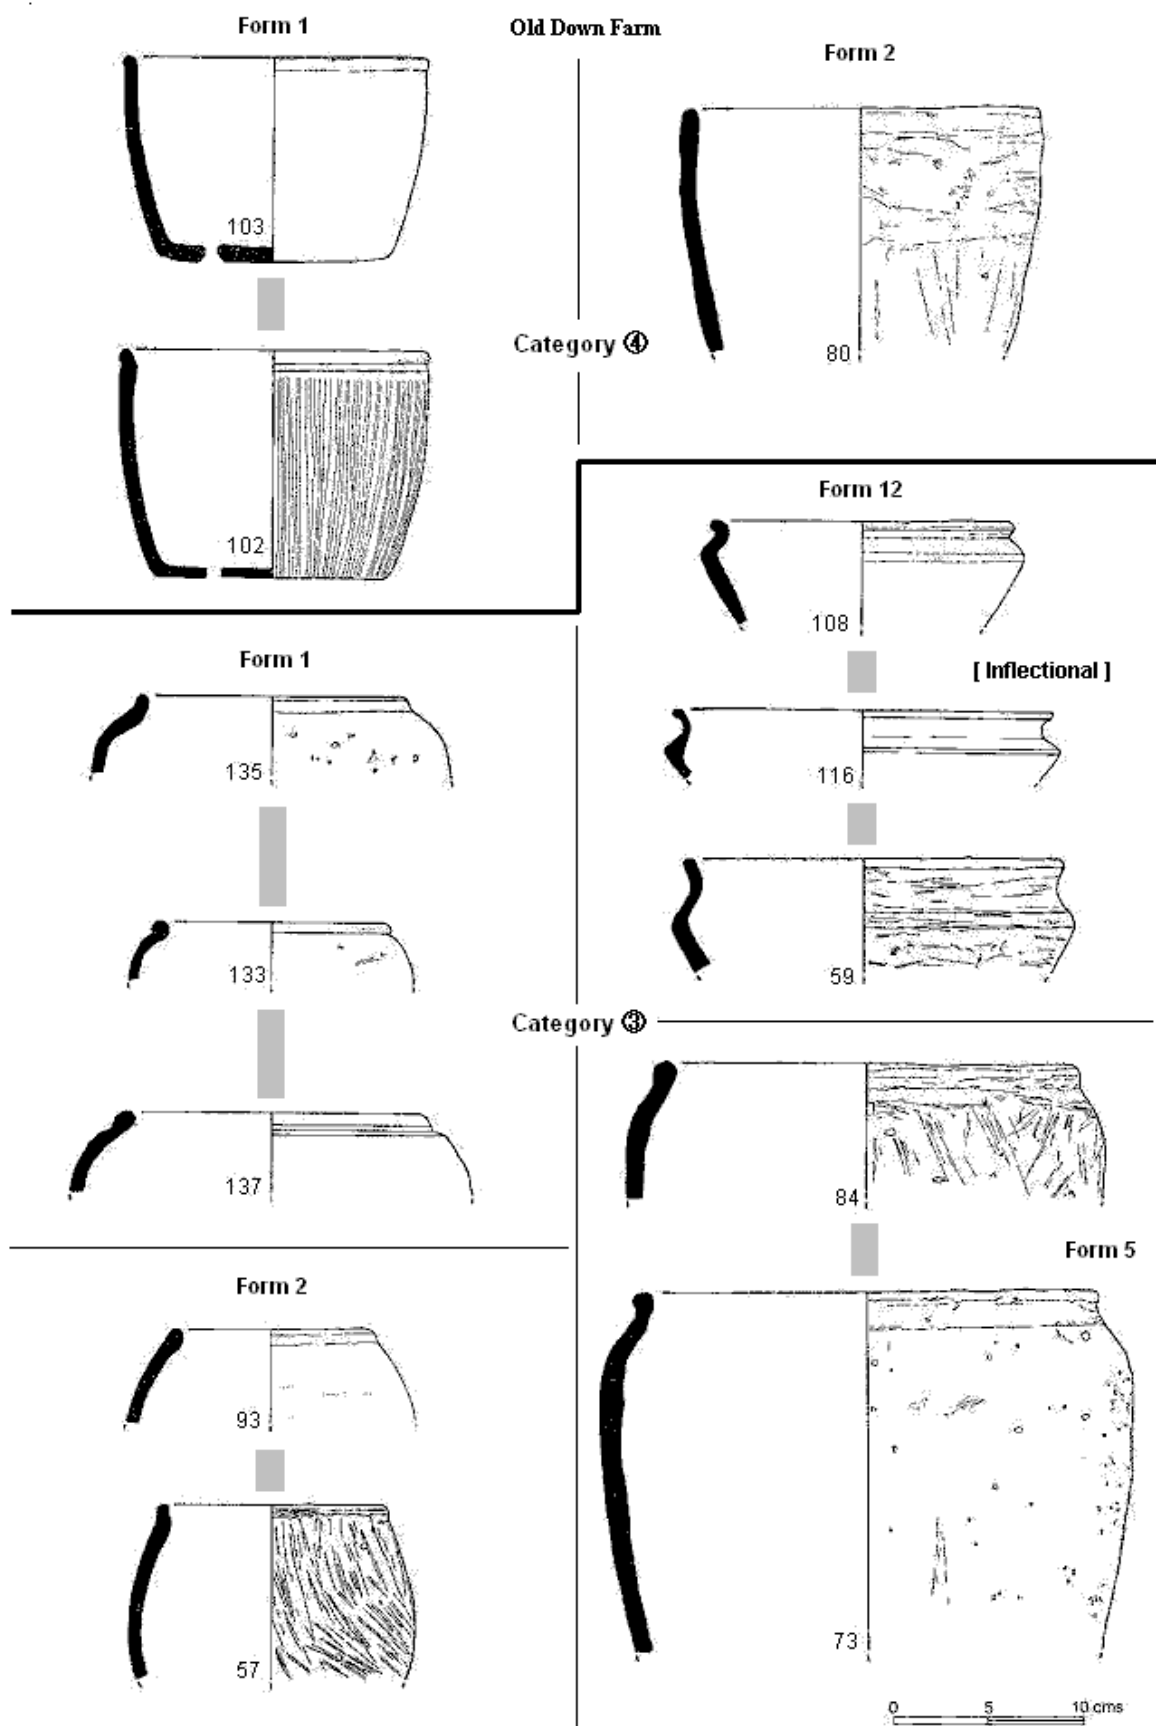 Old Down Farm
Form 1
103
102
Form 2
80
Category ④
Form 12
108
[ Inflectional ]
116
59
Form 1
135
133
137
Category ③
84
Form 5
73
Form 2
93
57
0 5 10 cms